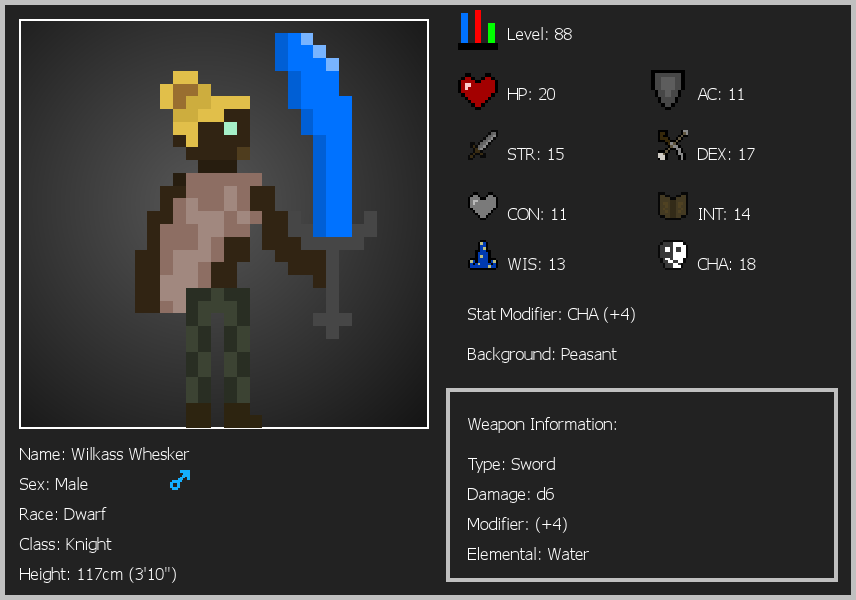 Level: 88
HP: 20
AC: 11
STR: 15
DEX: 17
CON: 11
INT: 14
WIS: 13
CHA: 18
Stat Modifier: CHA (+4)
Background: Peasant
Weapon Information:
Type: Sword
Damage: d6
Modifier: (+4)
Elemental: Water
Name: Wilkass Whesker
Sex: Male
Race: Dwarf
Class: Knight
Height: 117cm (3'10")